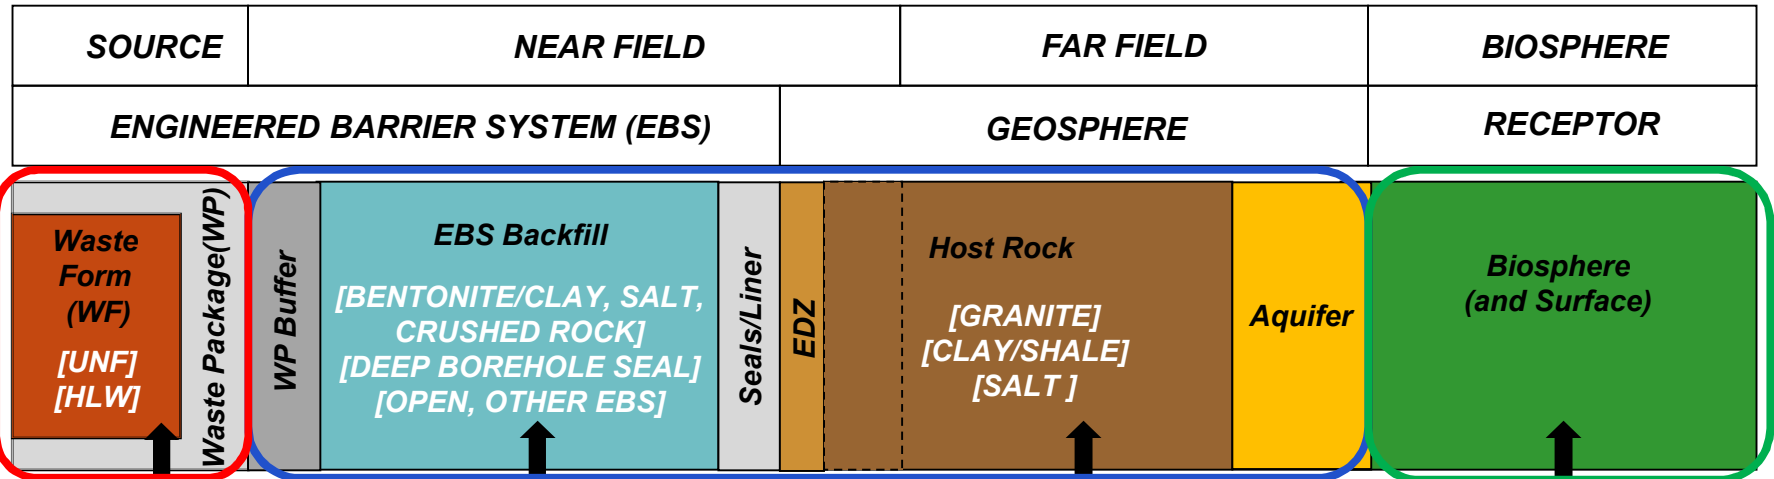 SOURCE
NEAR FIELD
FAR FIELD
BIOSPHERE
ENGINEERED BARRIER SYSTEM (EBS)
GEOSPHERE
RECEPTOR
Waste
Form
(WF)
[UNF]
[HLW]
Waste Package(WP)
WP Buffer
EBS Backfill
[BENTONITE/CLAY, SALT,
CRUSHED ROCK]
[DEEP BOREHOLE SEAL]
[OPEN, OTHER EBS]
Seals/Liner
EDZ
Host Rock
[GRANITE]
[CLAY/SHALE]
[SALT ]
Aquifer
Biosphere
(and Surface)